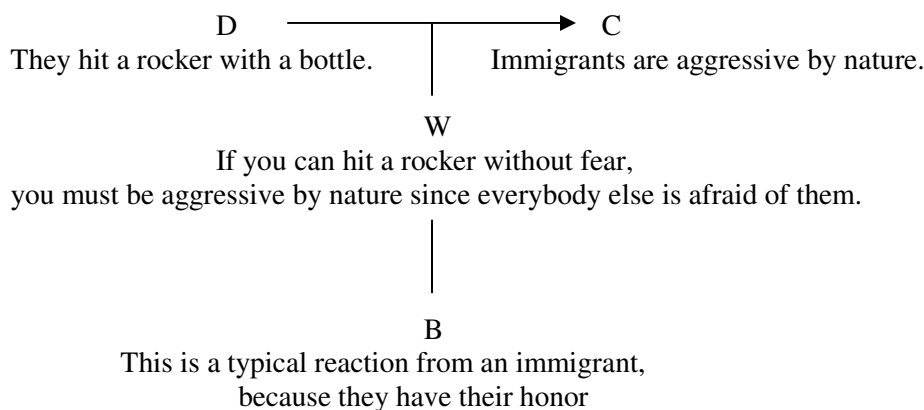 D C
They hit a rocker with a bottle. Immigrants are aggressive by nature.
W
If you can hit a rocker without fear,
you must be aggressive by nature since everybody else is afraid of them.
B
This is a typical reaction from an immigrant,
because they have their honor